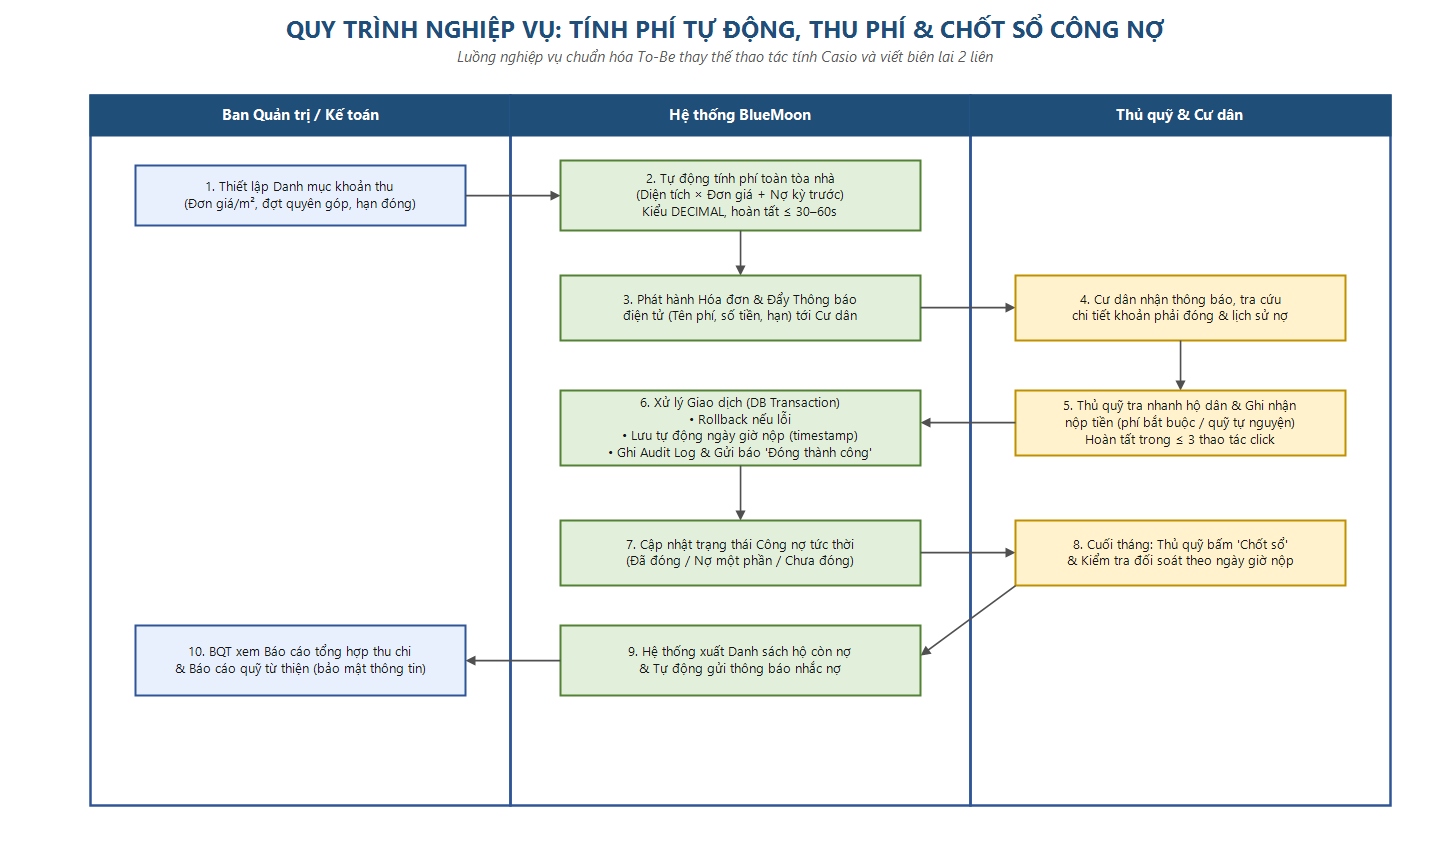 QUY TRÌNH NGHIỆP VỤ: TÍNH PHÍ TỰ ĐỘNG, THU PHÍ & CHỐT SỔ CÔNG NỢ
Luồng nghiệp vụ chuẩn hóa To-Be thay thế thao tác tính Casio và viết biên lai 2 liên
Ban Quản trị / Kế toán
Hệ thống BlueMoon
Thủ quỹ & Cư dân
1. Thiết lập Danh mục khoản thu
(Đơn giá/m², đợt quyên góp, hạn đóng)
2. Tự động tính phí toàn tòa nhà
(Diện tích × Đơn giá + Nợ kỳ trước)
Kiểu DECIMAL, hoàn tất ≤ 30–60s
3. Phát hành Hóa đơn & Đẩy Thông báo
điện tử (Tên phí, số tiền, hạn) tới Cư dân
4. Cư dân nhận thông báo, tra cứu
chi tiết khoản phải đóng & lịch sử nợ
5. Thủ quỹ tra nhanh hộ dân & Ghi nhận
nộp tiền (phí bắt buộc / quỹ tự nguyện)
Hoàn tất trong ≤ 3 thao tác click
6. Xử lý Giao dịch (DB Transaction)
• Rollback nếu lỗi
• Lưu tự động ngày giờ nộp (timestamp)
• Ghi Audit Log & Gửi báo 'Đóng thành công'
7. Cập nhật trạng thái Công nợ tức thời
(Đã đóng / Nợ một phần / Chưa đóng)
8. Cuối tháng: Thủ quỹ bấm 'Chốt sổ'
& Kiểm tra đối soát theo ngày giờ nộp
9. Hệ thống xuất Danh sách hộ còn nợ
& Tự động gửi thông báo nhắc nợ
10. BQT xem Báo cáo tổng hợp thu chi
& Báo cáo quỹ từ thiện (bảo mật thông tin)